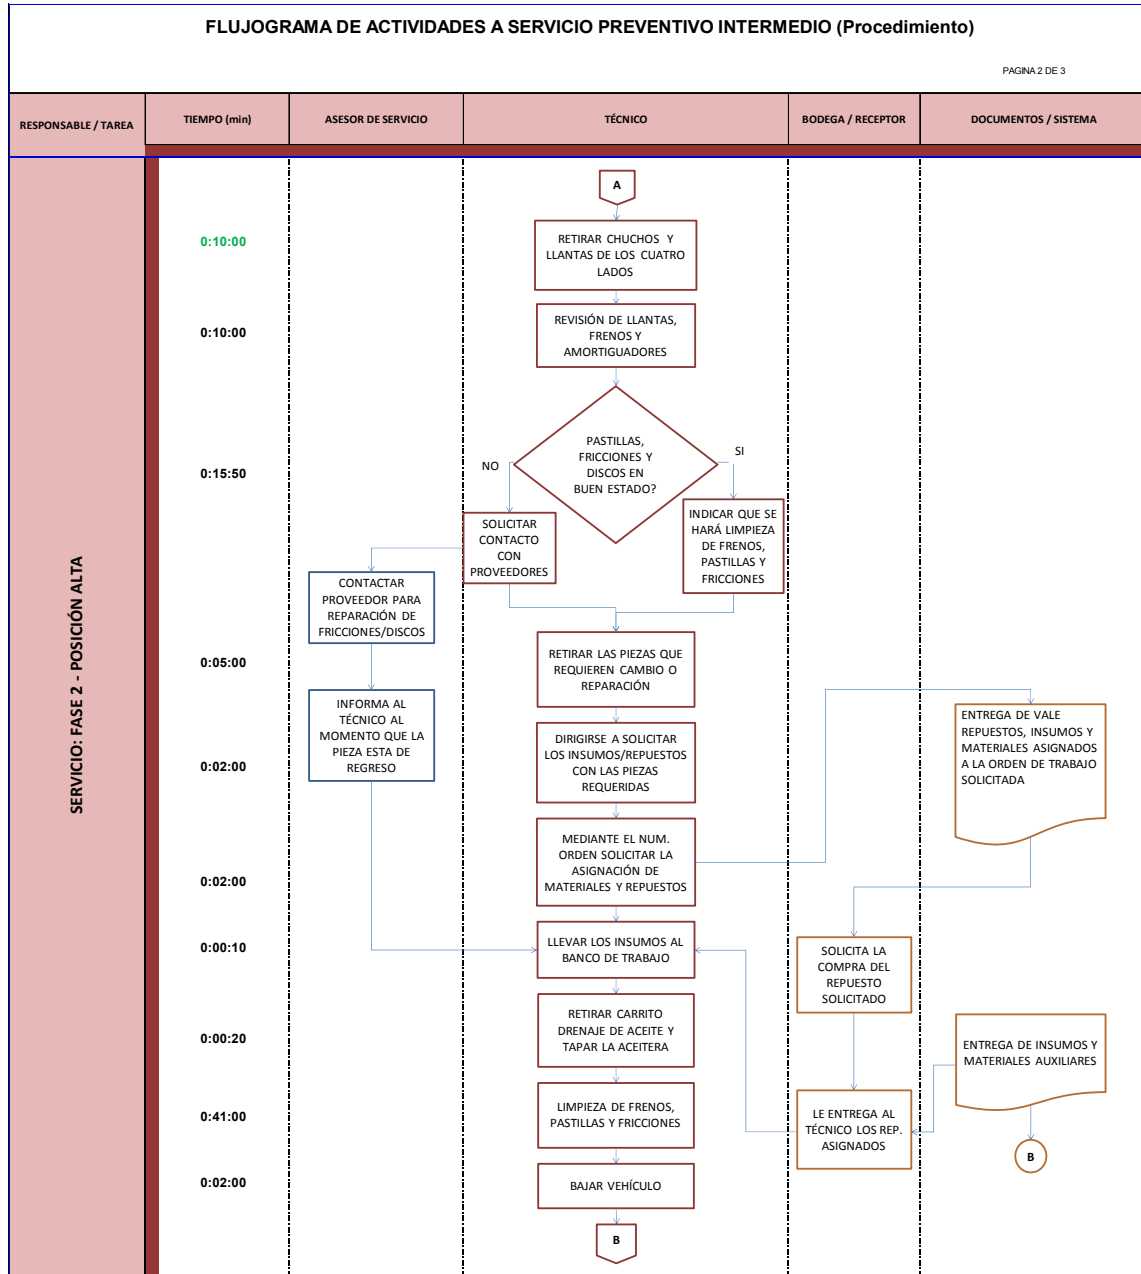 FLUJOGRAMA DE ACTIVIDADES A SERVICIO PREVENTIVO INTERMEDIO (Procedimiento)
PAGINA 2 DE 3
RESPONSABLE / TAREA
TIEMPO (min)
ASESOR DE SERVICIO
TÉCNICO
BODEGA / RECEPTOR
DOCUMENTOS / SISTEMA
SERVICIO: FASE 2 - POSICIÓN ALTA
A
0:10:00
RETIRAR CHUCHOS Y
LLANTAS DE LOS CUATRO
LADOS
0:10:00
REVISIÓN DE LLANTAS,
FRENOS Y
AMORTIGUADORES
0:15:50
PASTILLAS,
FRICCIONES Y
DISCOS EN
BUEN ESTADO?
NO
SI
SOLICITAR
CONTACTO
CON
PROVEEDORES
INDICAR QUE SE
HARÁ LIMPIEZA
DE FRENOS,
PASTILLAS Y
FRICCIONES
CONTACTAR
PROVEEDOR PARA
REPARACIÓN DE
FRICCIONES/DISCOS
0:05:00
RETIRAR LAS PIEZAS QUE
REQUIEREN CAMBIO O
REPARACIÓN
INFORMA AL
TÉCNICO AL
MOMENTO QUE LA
PIEZA ESTA DE
REGRESO
ENTREGA DE VALE
REPUESTOS, INSUMOS Y
MATERIALES ASIGNADOS
A LA ORDEN DE TRABAJO
SOLICITADA
0:02:00
DIRIGIRSE A SOLICITAR
LOS INSUMOS/REPUESTOS
CON LAS PIEZAS
REQUERIDAS
0:02:00
MEDIANTE EL NUM.
ORDEN SOLICITAR LA
ASIGNACIÓN DE
MATERIALES Y REPUESTOS
0:00:10
LLEVAR LOS INSUMOS AL
BANCO DE TRABAJO
SOLICITA LA
COMPRA DEL
REPUESTO
SOLICITADO
0:00:20
RETIRAR CARRITO
DRENAJE DE ACEITE Y
TAPAR LA ACEITERA
ENTREGA DE INSUMOS Y
MATERIALES AUXILIARES
0:41:00
LIMPIEZA DE FRENOS,
PASTILLAS Y FRICCIONES
LE ENTREGA AL
TÉCNICO LOS REP.
ASIGNADOS
B
0:02:00
BAJAR VEHÍCULO
B